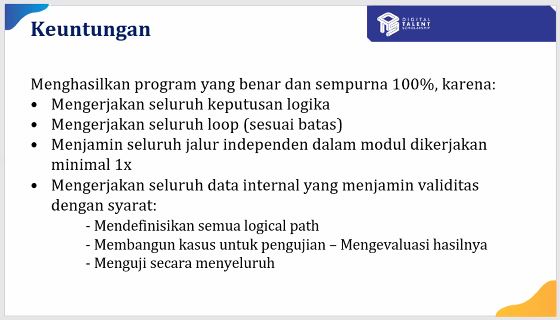 Keuntungan
DIGITAL
TALENT
SCHOLARSHIP
Menghasilkan program yang benar dan sempurna 100%, karena:
• Mengerjakan seluruh keputusan logika
• Mengerjakan seluruh loop (sesuai batas)
• Menjamin seluruh jalur independen dalam modul dikerjakan
minimal 1x
• Mengerjakan seluruh data internal yang menjamin validitas
dengan syarat:
- Mendefinisikan semua logical path
- Membangun kasus untuk pengujian – Mengevaluasi hasilnya
- Menguji secara menyeluruh